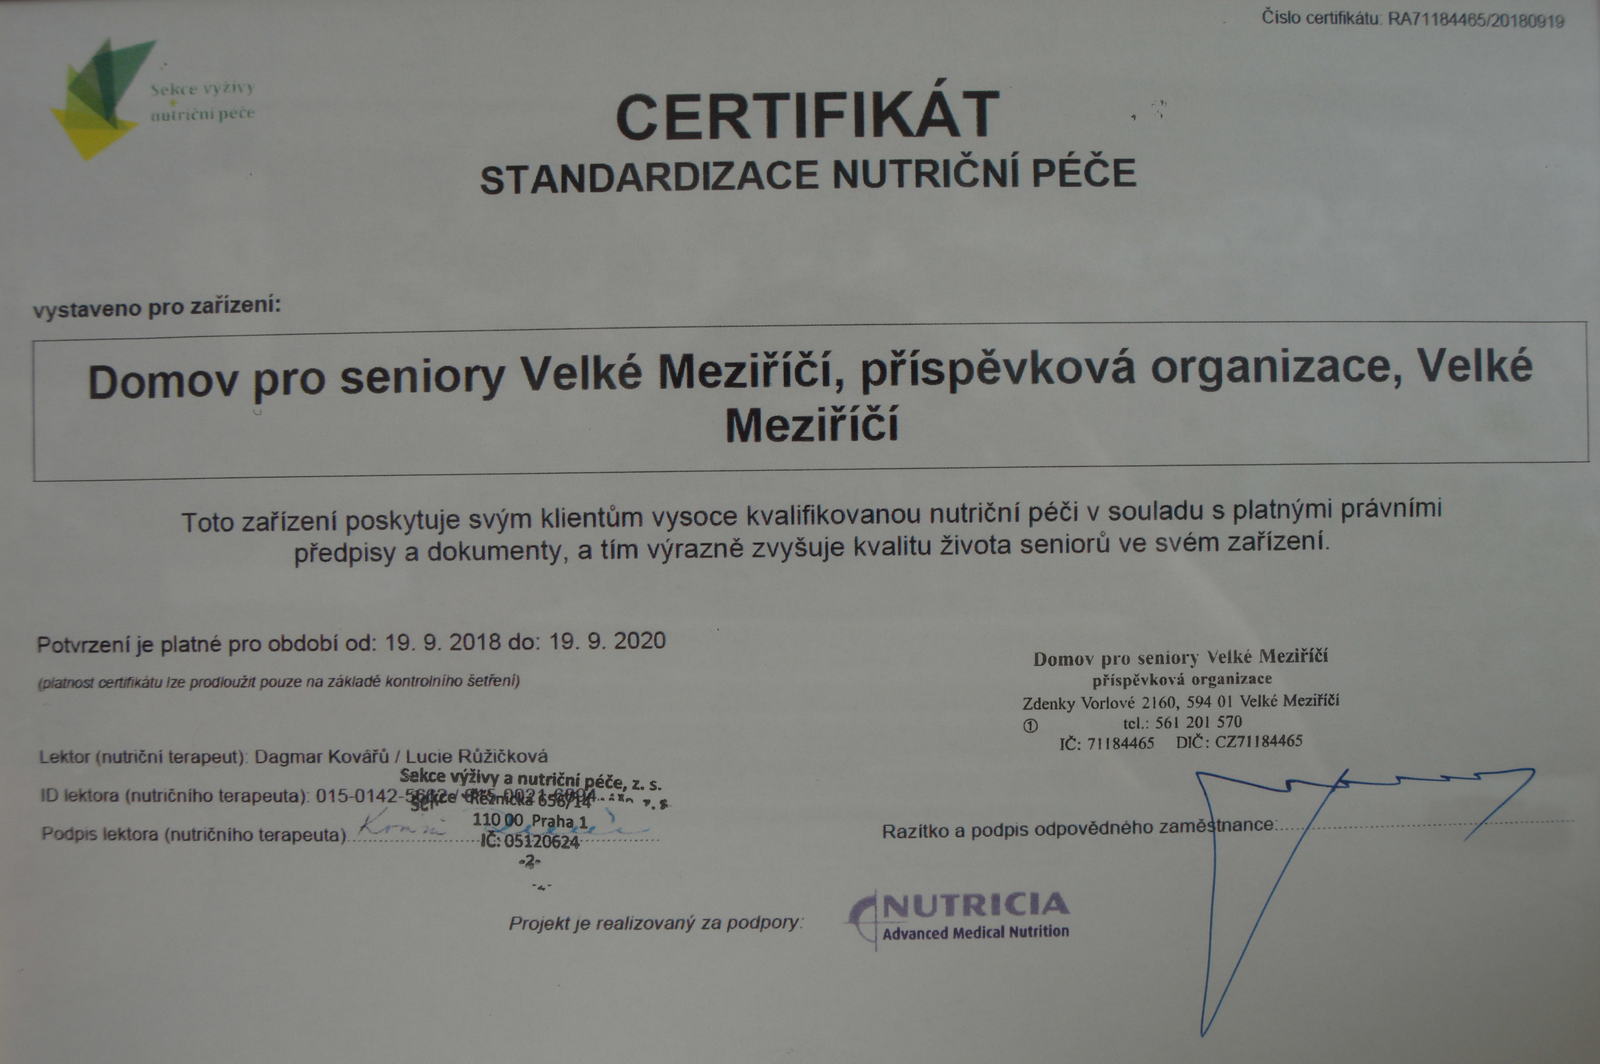 Číslo certifikátu: RA71184465/20180919
Sekce výživy
nutriční péče
CERTIFIKÁT
STANDARDIZACE NUTRIČNÍ PÉČE
vystaveno pro zařízení:
Domov pro seniory Velké Meziříčí, příspěvková organizace, Velké
Meziříčí
Toto zařízení poskytuje svým klientům vysoce kvalifikovanou nutriční péči v souladu s platnými právními
předpisy a dokumenty, a tím výrazně zvyšuje kvalitu života seniorů ve svém zařízení.
Potvrzení je platné pro období od: 19. 9. 2018 do: 19. 9. 2020
(platnost certifikátu lze prodloužit pouze na základě kontrolního šetření)
Domov pro seniory Velké Meziříčí
příspěvková organizace
Zdenky Vorlové 2160, 594 01 Velké Meziříčí
① tel.: 561 201 570
IČ: 71184465 DIČ: CZ71184465
Lektor (nutriční terapeut): Dagmar Kovářů / Lucie Růžičková
Sekce výživy a nutriční péče, z. s.
ID lektora (nutričního terapeuta): 015-0142-
Řeznická 656/14
110 00 Praha 1
Podpis lektora (nutričního terapeuta)
IČ: 05120624
-2-
Razítko a podpis odpovědného zaměstnance:
Projekt je realizovaný za podpory:
NUTRICIA
Advanced Medical Nutrition